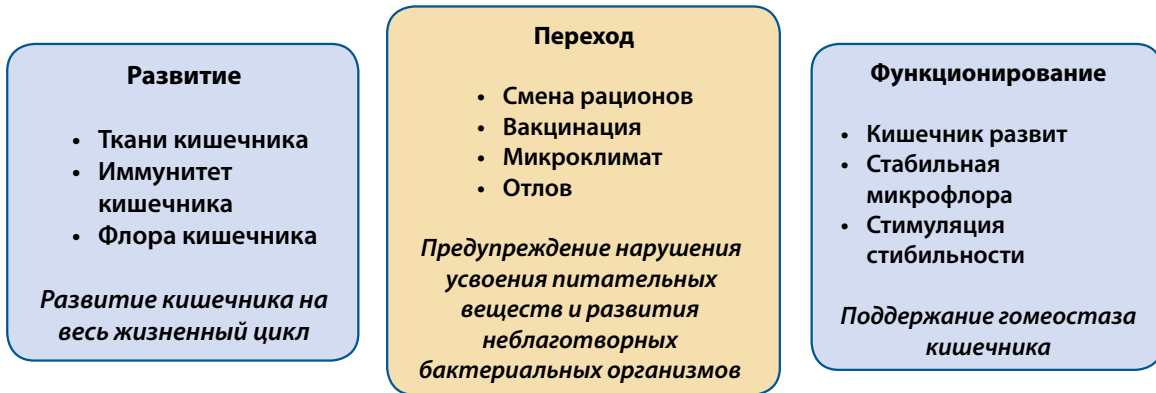 Развитие
• Ткани кишечника
• Иммунитет
кишечника
• Флора кишечника
Развитие кишечника на
весь жизненный цикл
Переход
• Смена рационов
• Вакцинация
• Микроклимат
• Отлов
Предупреждение нарушения
усвоения питательных
веществ и развития
неблаготворных
бактериальных организмов
Функционирование
• Кишечник развит
• Стабильная
микрофлора
• Стимуляция
стибильности
Поддержание гомеостаза
кишечника